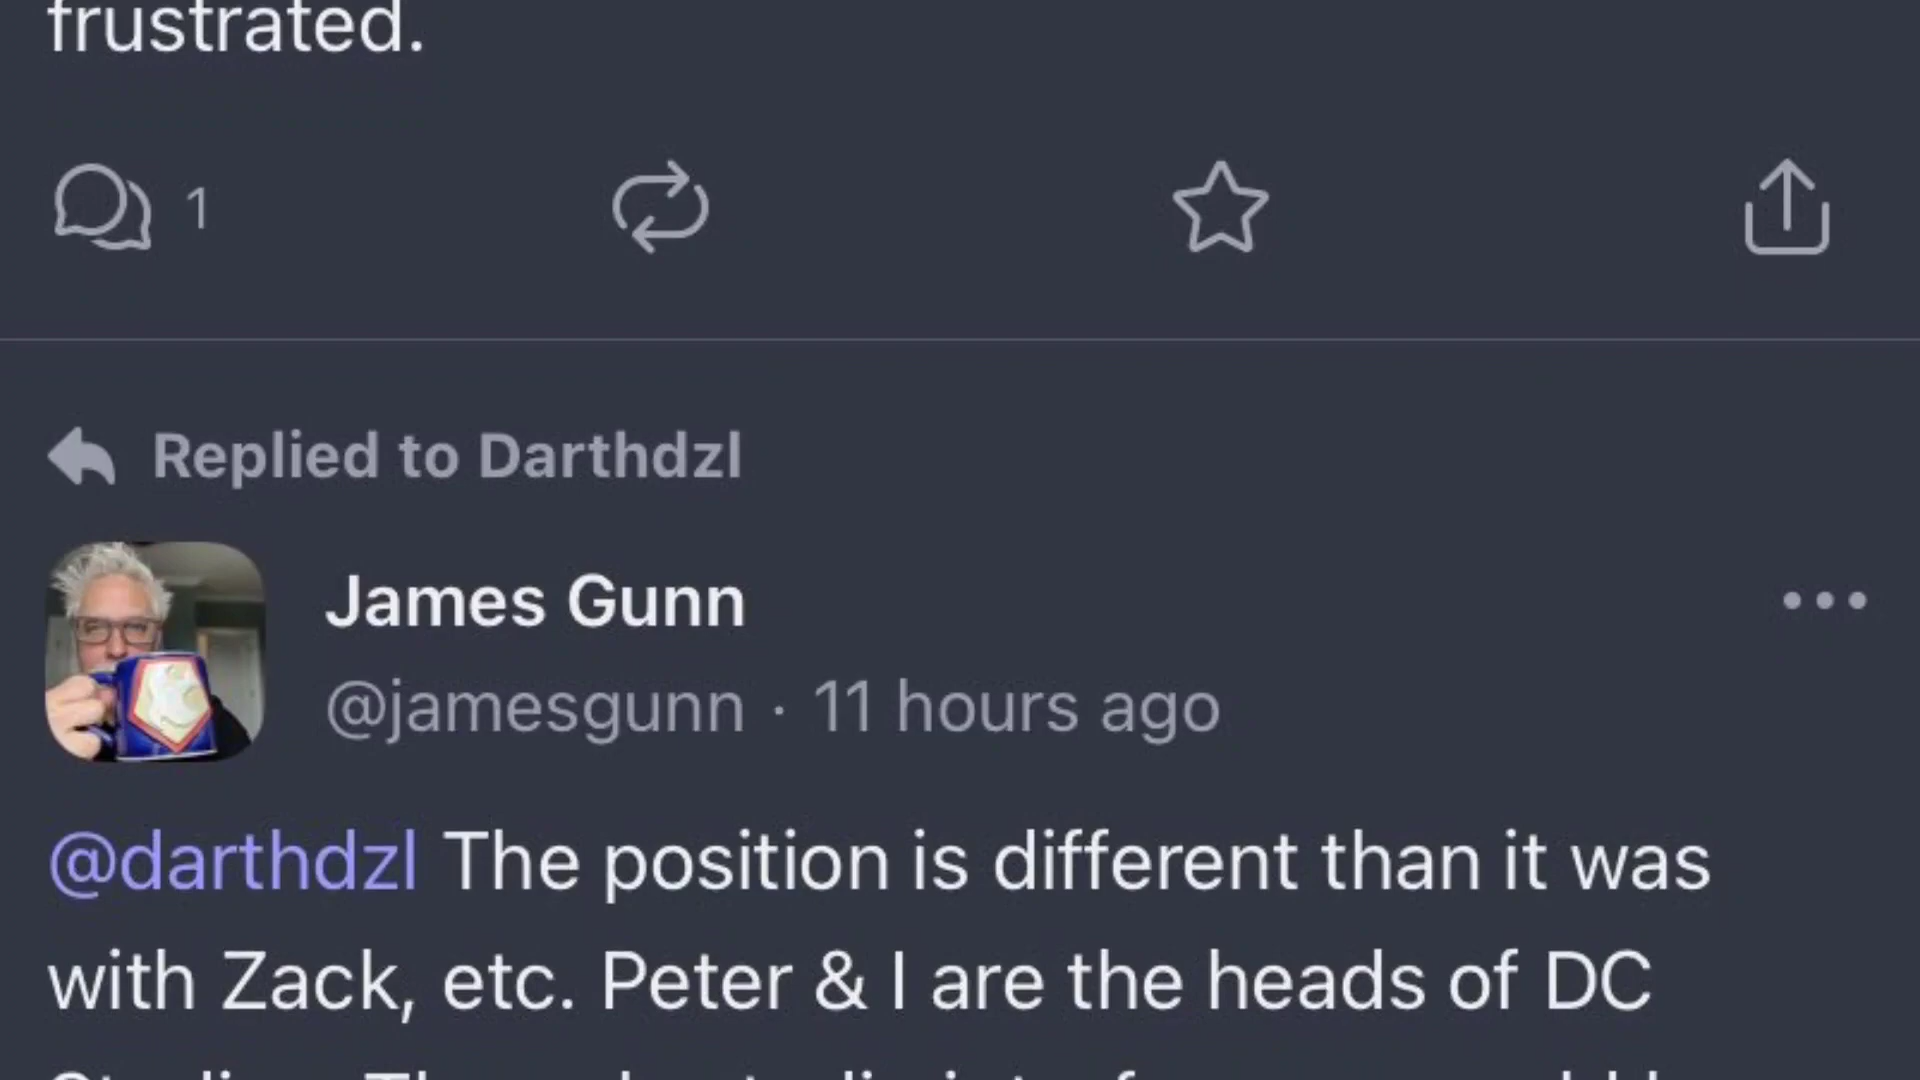 frustrated.
1
Replied to Darthdzl
James Gunn
@jamesgunn · 11 hours ago
@darthdzl The position is different than it was
with Zack, etc. Peter & I are the heads of DC